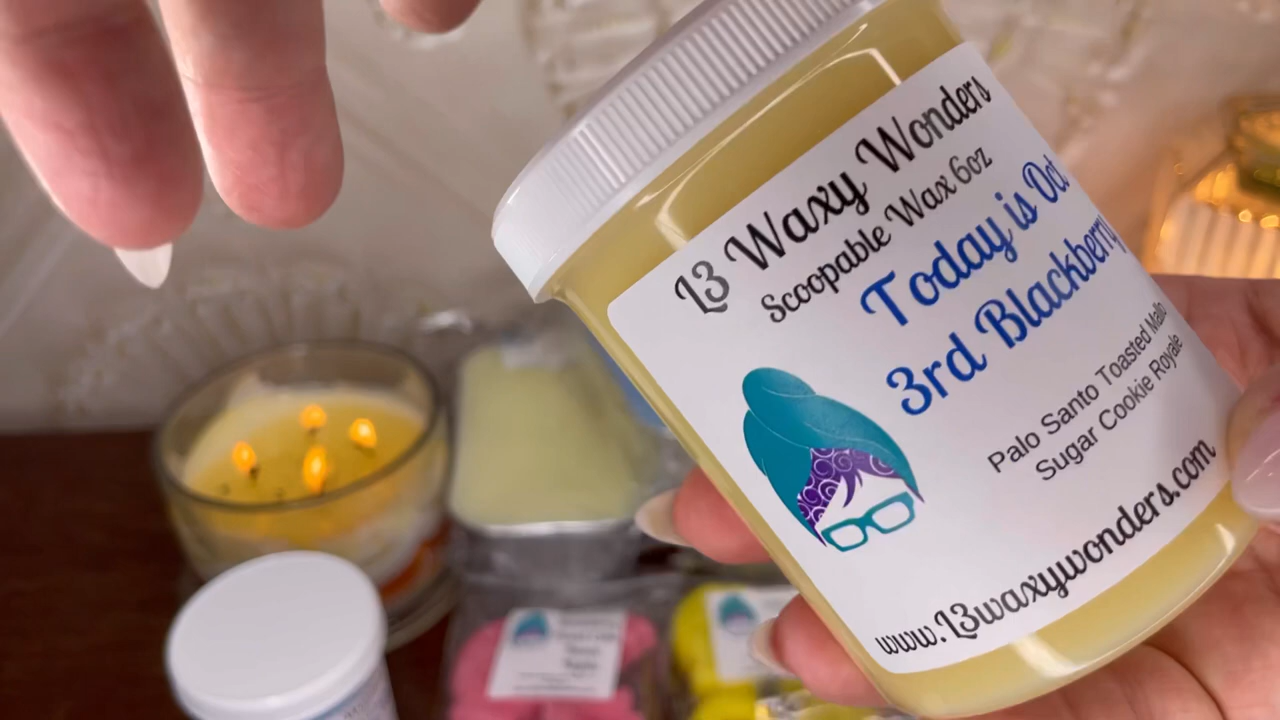 L3 Waxy Wonders
Scoopable Wax 6oz
Today is Oct
3rd Blackberry
Palo Santo Toasted Mallo
Sugar Cookie Royale
www.L3waxywonders.com